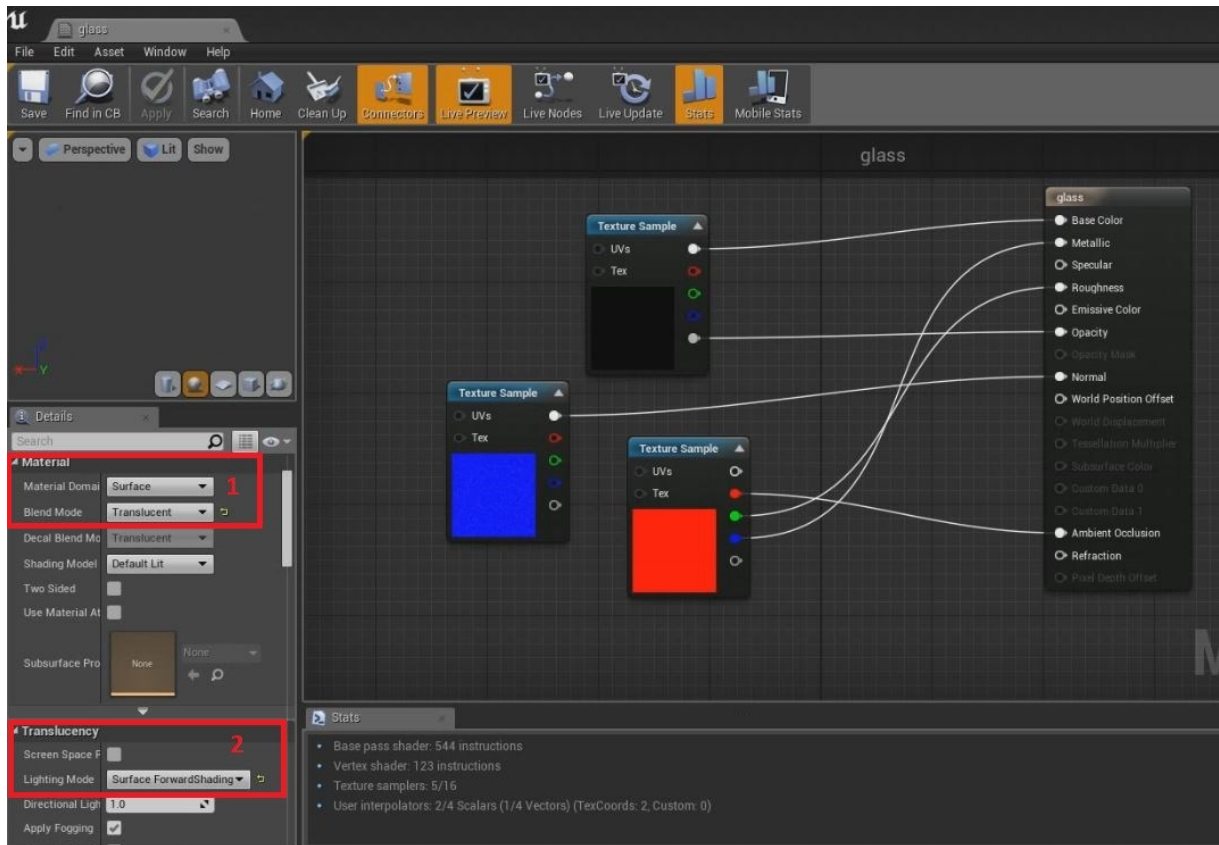 glass
File Edit Asset Window Help
Save Find in CB Apply Search Home Clean Up Connectors Live Preview Live Nodes Live Update Stats Mobile Stats
Perspective Lit Show
glass
Z
X Y
Texture Sample
UVs
Tex
Texture Sample
UVs
Tex
Texture Sample
UVs
Tex
glass
Base Color
Metallic
Specular
Roughness
Emissive Color
Opacity
Opacity Mask
Normal
World Position Offset
World Displacement
Tessellation Multiplier
Subsurface Color
Custom Data 0
Custom Data 1
Ambient Occlusion
Refraction
Pixel Depth Offset
M
Details
Search
Material
1
Material Domai Surface
Blend Mode Translucent
Decal Blend Mo Translucent
Shading Model Default Lit
Two Sided
Use Material At
Subsurface Pro None None
Translucency
2
Screen Space F
Lighting Mode Surface ForwardShading
Directional Ligh 1.0
Apply Fogging
Stats
Base pass shader: 544 instructions
Vertex shader: 123 instructions
Texture samplers: 5/16
User interpolators: 2/4 Scalars (1/4 Vectors) (TexCoords: 2, Custom: 0)